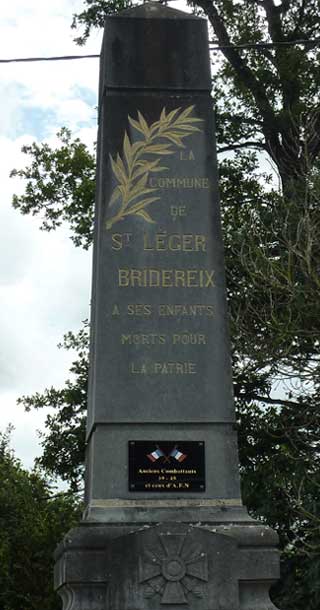 LA
COMMUNE
DE
ST LÉGER
BRIDEREIX
A SES ENFANTS
MORTS POUR
LA PATRIE
Anciens Combattants
39 - 45
et ceux d'A.F.N